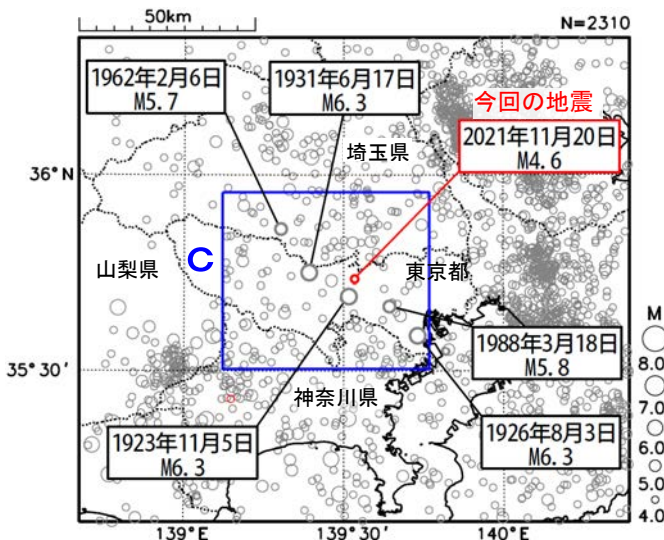 50km
N=2310
1962年2月6日
M5.7
1931年6月17日
M6.3
今回の地震
2021年11月20日
M4.6
埼玉県
36°N
C
山梨県
東京都
M
1988年3月18日
M5.8
8.0
35°30′
神奈川県
7.0
1923年11月5日
M6.3
1926年8月3日
M6.3
6.0
5.0
4.0
139°E
139°30′
140°E